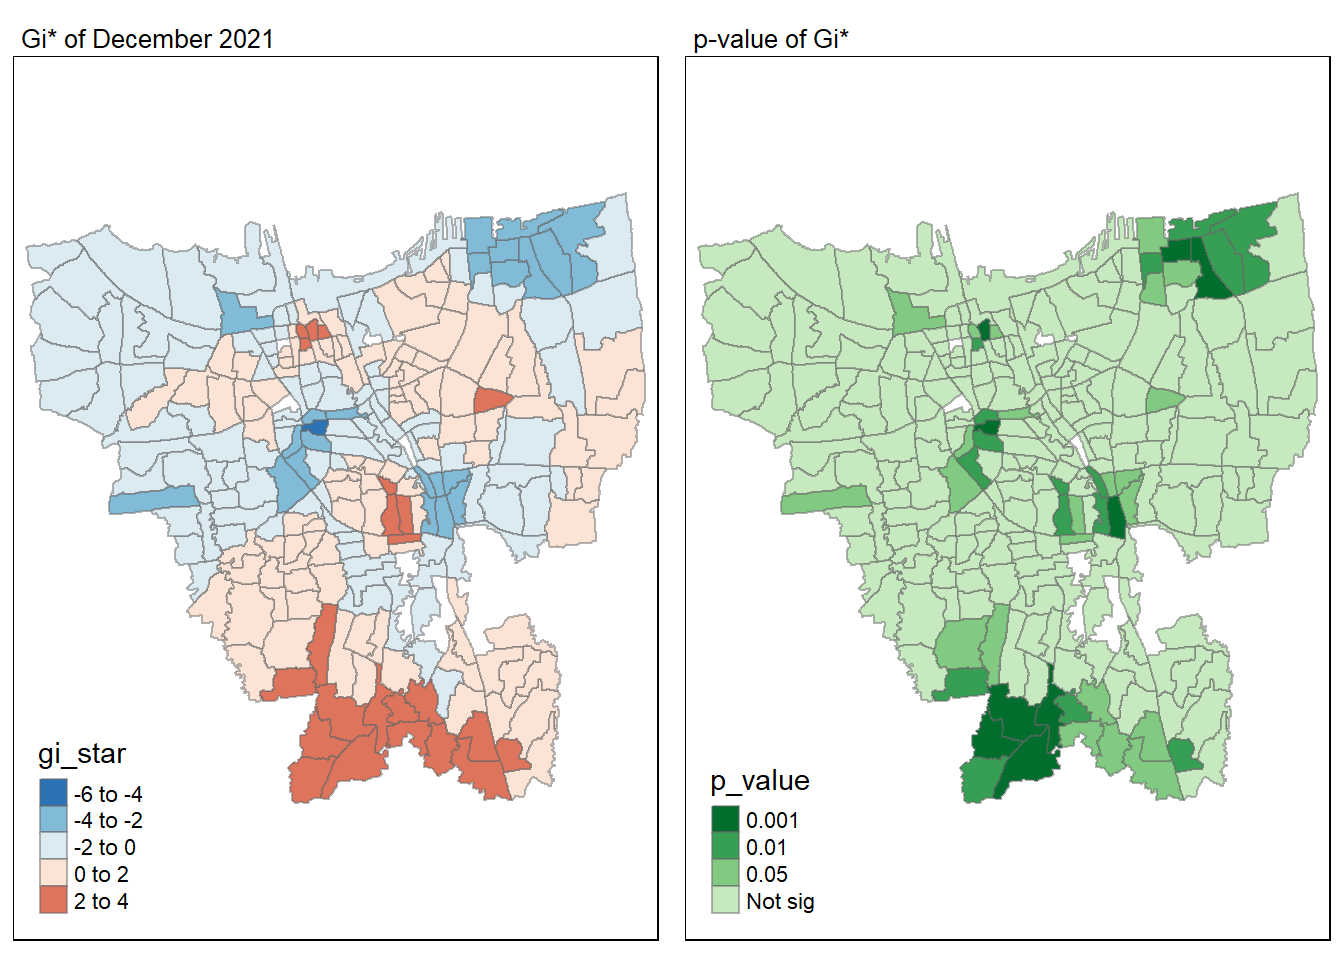 Gi* of December 2021
gi_star
-6 to -4
-4 to -2
-2 to 0
0 to 2
2 to 4
p-value of Gi*
p_value
0.001
0.01
0.05
Not sig